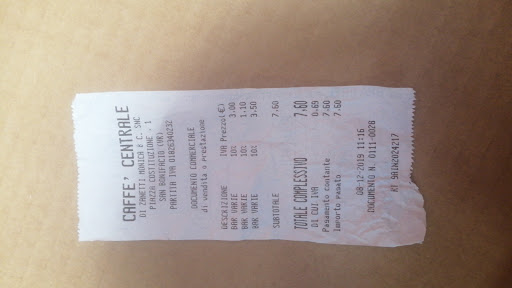 CAFFE' CENTRALE
DI ZANETTI MONICA & C. SNC
PIAZZA COSTITUZIONE - 1
SAN BONIFACIO (VR)
PARTITA IVA 01826340232
DOCUMENTO COMMERCIALE
di vendita o prestazione
DESCRIZIONE IVA Prezzo(€)
BAR VARIE 10% 3.00
BAR VARIE 10% 1.10
BAR VARIE 10% 3.50
SUBTOTALE 7.60
TOTALE COMPLESSIVO 7,60
DI CUI IVA 0.69
Pagamento contante 7.60
Importo pagato 7.60
08-12-2019 11:16
DOCUMENTO N. 0111-0028
RT 98IN2024217